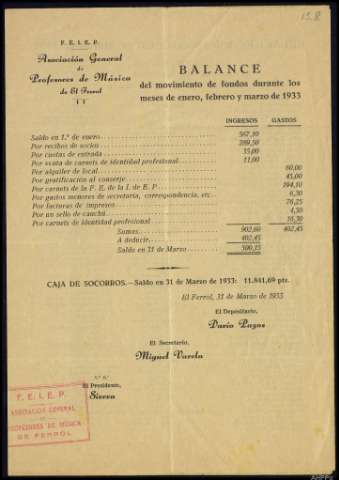 15.8
F. E. I. E. P.
Asociación General
de
Profesores de Música
de El Ferrol
BALANCE
del movimiento de fondos durante los
meses de enero, febrero y marzo de 1933
INGRESOS GASTOS
Saldo en 1.º de enero 567,10
Por recibos de socios 289,50
Por cuotas de entrada 35,00
Por venta de carnets de identidad profesional 11,00
Por alquiler de local 60,00
Por gratificación al conserje 45,00
Por carnets de la F. E. de la I. de E. P. 194,10
Por gastos menores de secretaría, correspondencia, etc. 6,30
Por facturas de impresos 76,25
Por un sello de cauchú 4,50
Por carnets de identidad profesional 16,30
Sumas 902,60 402,45
A deducir 402,45
Saldo en 31 de Marzo 500,15
CAJA DE SOCORROS.—Saldo en 31 de Marzo de 1933: 11.841,69 pts.
El Ferrol, 31 de Marzo de 1933
El Depositario,
Darío Pazos
El Secretario,
Miguel Varela
V.º B.º
El Presidente,
Sierra
F. E. I. E. P.
ASOCIACIÓN GENERAL
DE
PROFESORES DE MÚSICA
DE FERROL